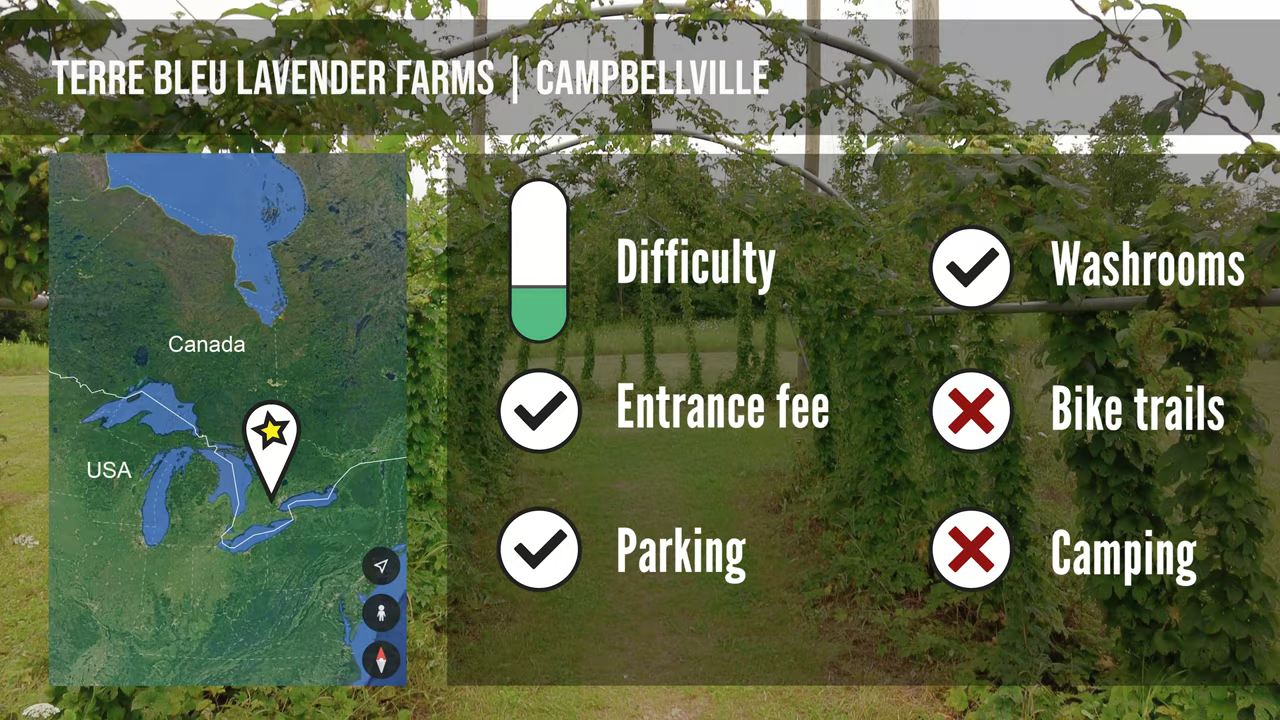 TERRE BLEU LAVENDER FARMS | CAMPBELLVILLE
Canada
USA
Difficulty
Washrooms
Entrance fee
Bike trails
Parking
Camping